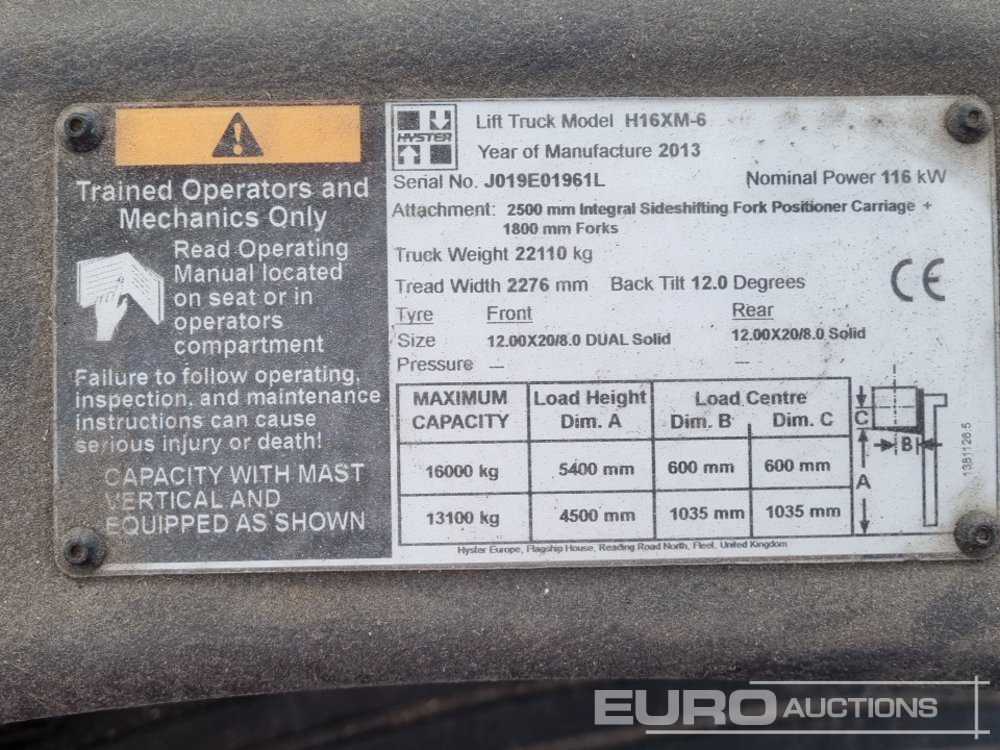 Trained Operators and
Mechanics Only
Read Operating
Manual located
on seat or in
operators
compartment
Failure to follow operating,
inspection, and maintenance
instructions can cause
serious injury or death!
CAPACITY WITH MAST
VERTICAL AND
EQUIPPED AS SHOWN
HYSTER
Lift Truck Model H16XM-6
Year of Manufacture 2013
Serial No. J019E01961L Nominal Power 116 kW
Attachment: 2500 mm Integral Sideshifting Fork Positioner Carriage +
1800 mm Forks
Truck Weight 22110 kg
Tread Width 2276 mm Back Tilt 12.0 Degrees
CE
Tyre Front Rear
Size 12.00X20/8.0 DUAL Solid 12.00X20/8.0 Solid
Pressure — —
MAXIMUM Load Height Load Centre
CAPACITY Dim. A Dim. B Dim. C
16000 kg 5400 mm 600 mm 600 mm
13100 kg 4500 mm 1035 mm 1035 mm
C
B
A
1381126.5
Hyster Europe, Flagship House, Reading Road North, Fleet, United Kingdom
EURO AUCTIONS